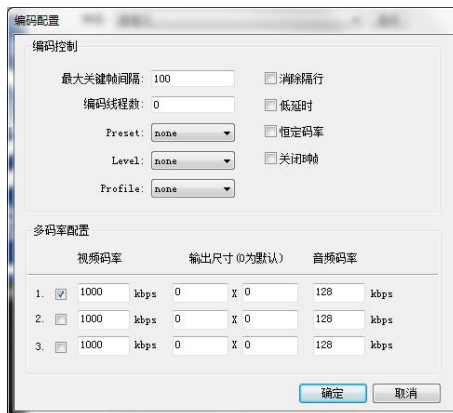 编码配置
编码控制
最大关键帧间隔: 100 消除隔行
编码线程数: 0 低延时
Preset: none 恒定码率
Level: none 关闭B帧
Profile: none
多码率配置
视频码率 输出尺寸(0为默认) 音频码率
1. 1000 kbps 0 X 0 128 kbps
2. 1000 kbps 0 X 0 128 kbps
3. 1000 kbps 0 X 0 128 kbps
确定 取消